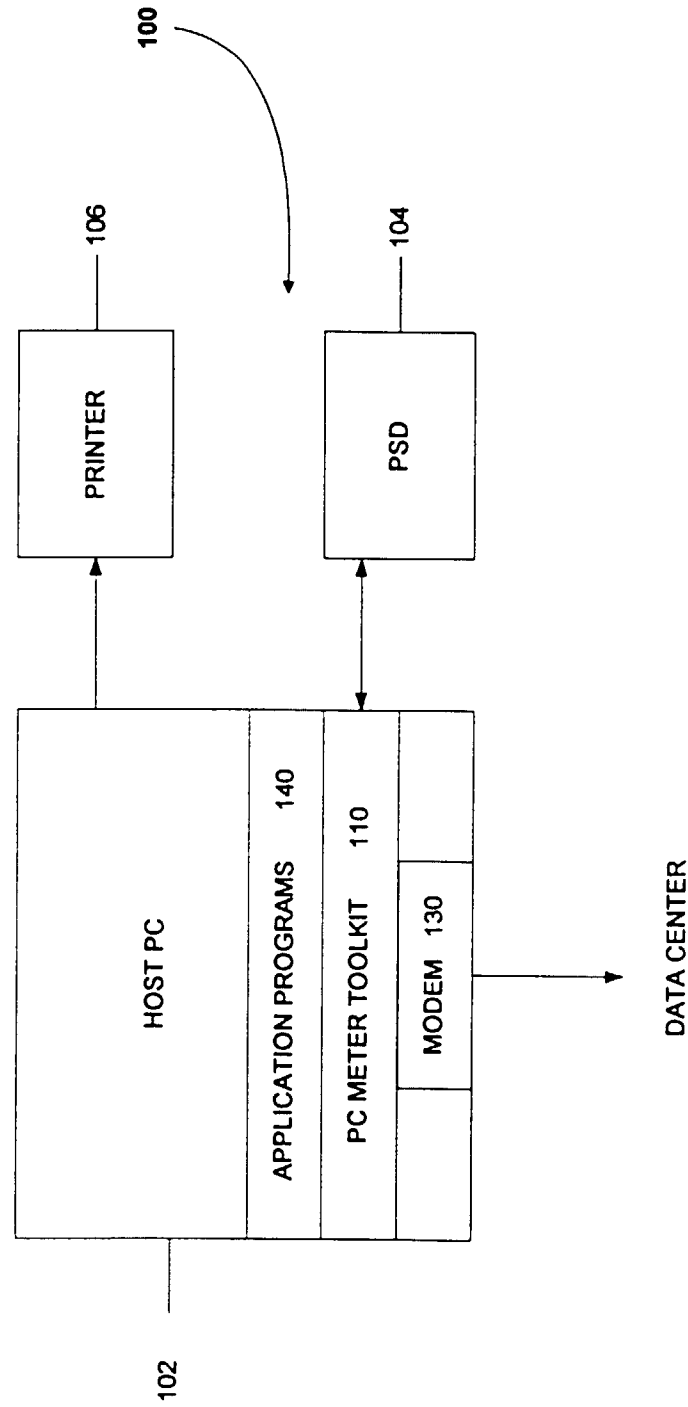 100
106
104
PRINTER
PSD
HOST PC
APPLICATION PROGRAMS 140
PC METER TOOLKIT 110
MODEM 130
102
DATA CENTER